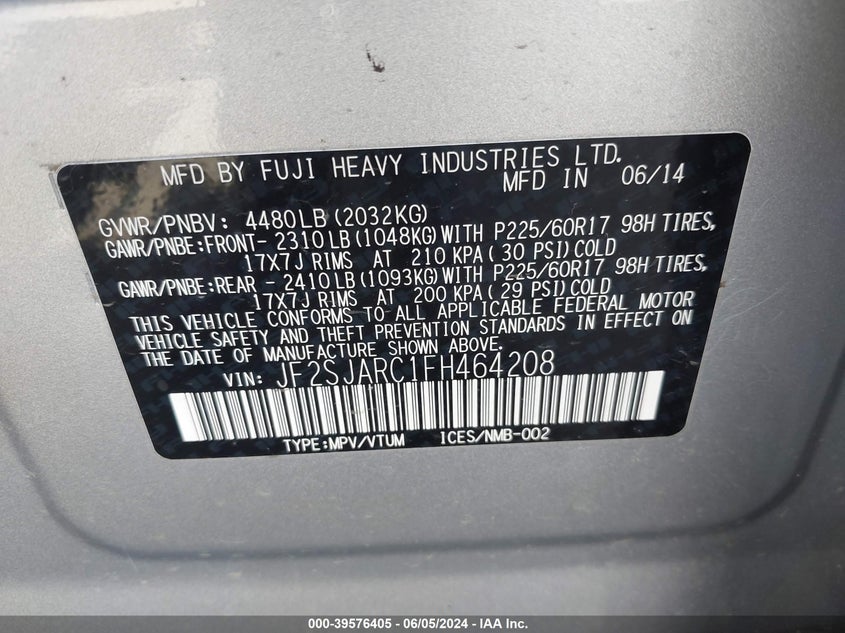 MFD BY FUJI HEAVY INDUSTRIES LTD.
MFD IN 06/14
GVWR/PNBV: 4480LB (2032KG)
GAWR/PNBE:FRONT- 2310LB (1048KG) WITH P225/60R17 98H TIRES,
17X7J RIMS AT 210 KPA ( 30 PSI) COLD
GAWR/PNBE:REAR - 2410LB (1093KG) WITH P225/60R17 98H TIRES,
17X7J RIMS AT 200 KPA ( 29 PSI) COLD
THIS VEHICLE CONFORMS TO ALL APPLICABLE FEDERAL MOTOR
VEHICLE SAFETY AND THEFT PREVENTION STANDARDS IN EFFECT ON
THE DATE OF MANUFACTURE SHOWN ABOVE.
VIN: JF2SJARC1FH464208
TYPE:MPV/VTUM ICES/NMB-002
000-39576405 - 06/05/2024 - IAA Inc.